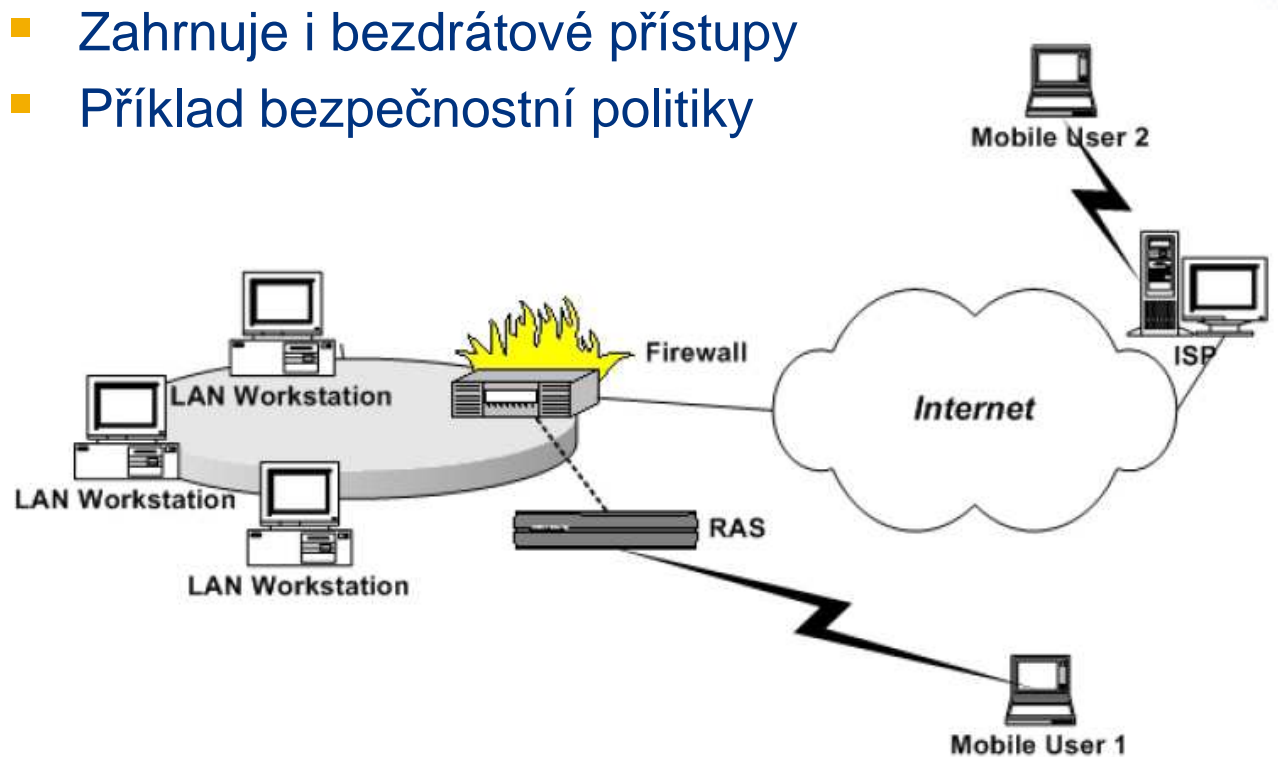 Zahrnuje i bezdrátové přístupy
Příklad bezpečnostní politiky
Mobile User 2
ISP
Firewall
LAN Workstation
Internet
LAN Workstation
RAS
LAN Workstation
Mobile User 1